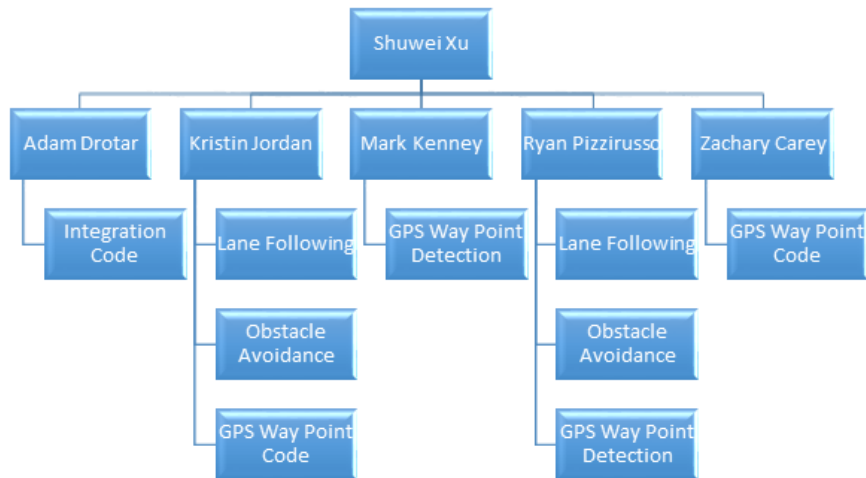 Shuwei Xu
Adam Drotar
Kristin Jordan
Mark Kenney
Ryan Pizzirusso
Zachary Carey
Integration
Code
Lane Following
GPS Way Point
Detection
Lane Following
GPS Way Point
Code
Obstacle
Avoidance
Obstacle
Avoidance
GPS Way Point
Code
GPS Way Point
Detection